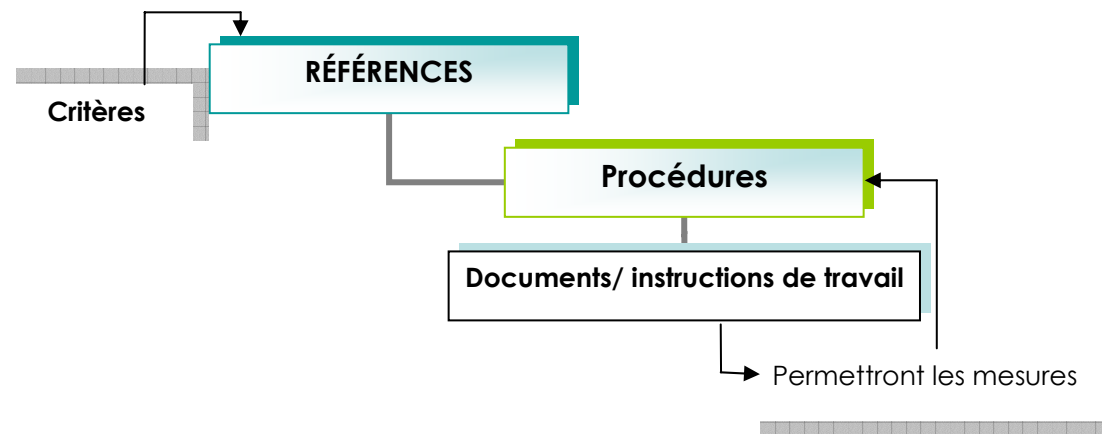 RÉFÉRENCES
Critères
Procédures
Documents/ instructions de travail
Permettront les mesures